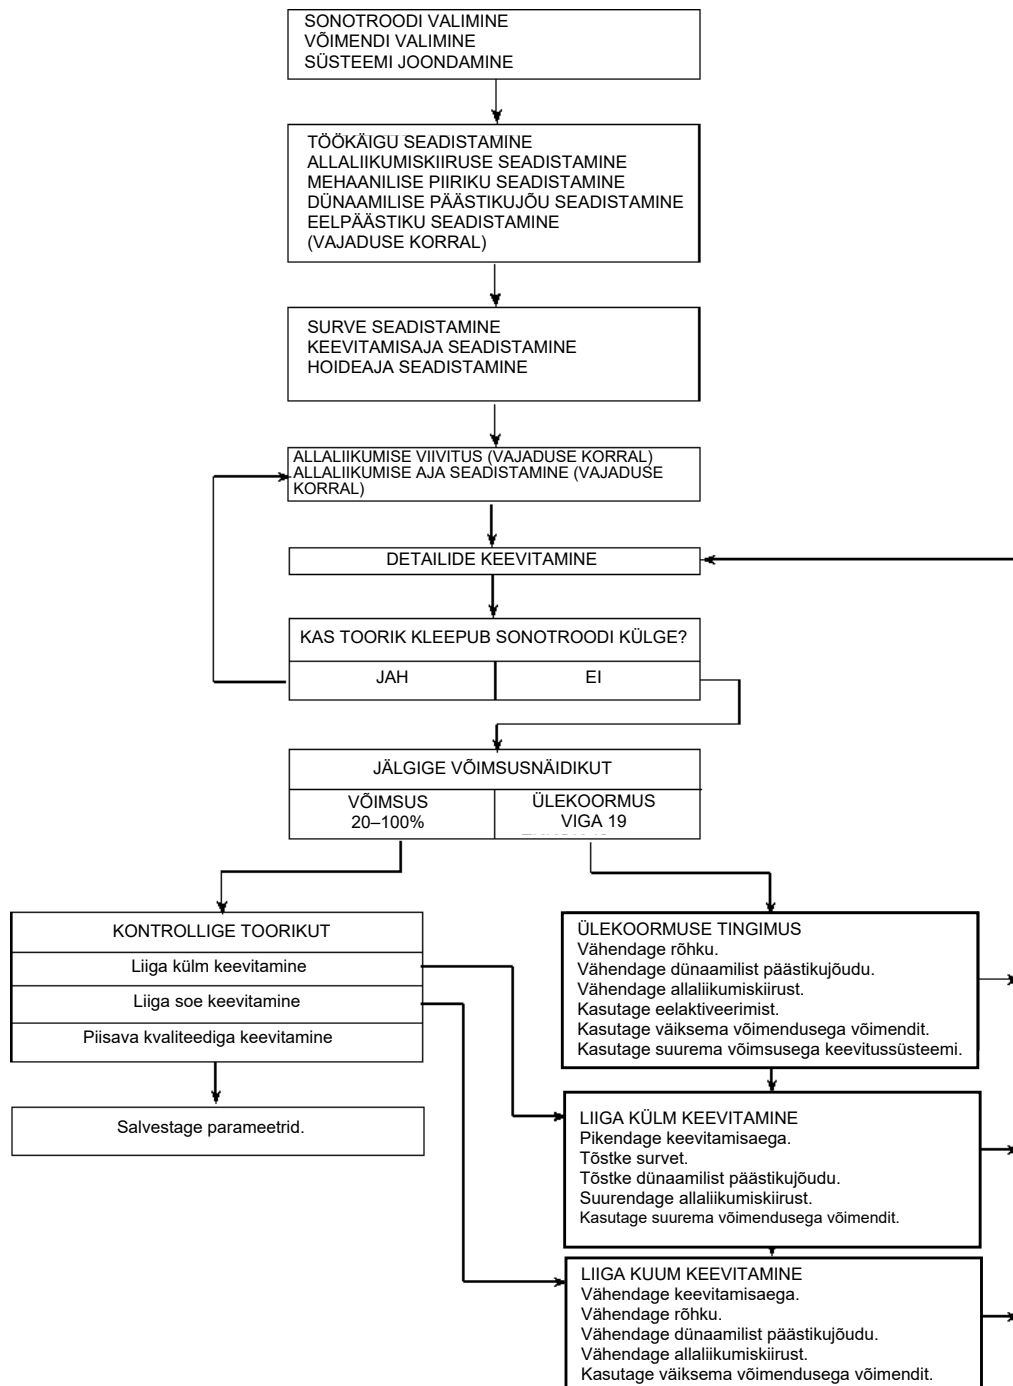 SONOTROODI VALIMINE
VÕIMENDI VALIMINE
SÜSTEEMI JOONDAMINE
TÖÖKÄIGU SEADISTAMINE
ALLALIIKUMISKIIRUSE SEADISTAMINE
MEHAANILISE PIIRIKU SEADISTAMINE
DÜNAAMILISE PÄÄSTIKUJÕU SEADISTAMINE
EELPÄÄSTIKU SEADISTAMINE
(VAJADUSE KORRAL)
SURVE SEADISTAMINE
KEEVITAMISAJA SEADISTAMINE
HOIDEAJA SEADISTAMINE
ALLALIIKUMISE VIIVITUS (VAJADUSE KORRAL)
ALLALIIKUMISE AJA SEADISTAMINE (VAJADUSE
KORRAL)
DETAILIDE KEEVITAMINE
KAS TOORIK KLEEPUB SONOTROODI KÜLGE?
JAH
EI
JÄLGIGE VÕIMSUSNÄIDIKUT
VÕIMSUS
20–100%
ÜLEKOORMUS
VIGA 19
KONTROLLIGE TOORIKUT
Liiga külm keevitamine
Liiga soe keevitamine
Piisava kvaliteediga keevitamine
Salvestage parameetrid.
ÜLEKOORMUSE TINGIMUS
Vähendage rõhku.
Vähendage dünaamilist päästikujõudu.
Vähendage allaliikumiskiirust.
Kasutage eelaktiveerimist.
Kasutage väiksema võimendusega võimendit.
Kasutage suurema võimsusega keevitussüsteemi.
LIIGA KÜLM KEEVITAMINE
Pikendage keevitamisaega.
Tõstke survet.
Tõstke dünaamilist päästikujõudu.
Suurendage allaliikumiskiirust.
Kasutage suurema võimendusega võimendit.
LIIGA KUUM KEEVITAMINE
Vähendage keevitamisaega.
Vähendage rõhku.
Vähendage dünaamilist päästikujõudu.
Vähendage allaliikumiskiirust.
Kasutage väiksema võimendusega võimendit.